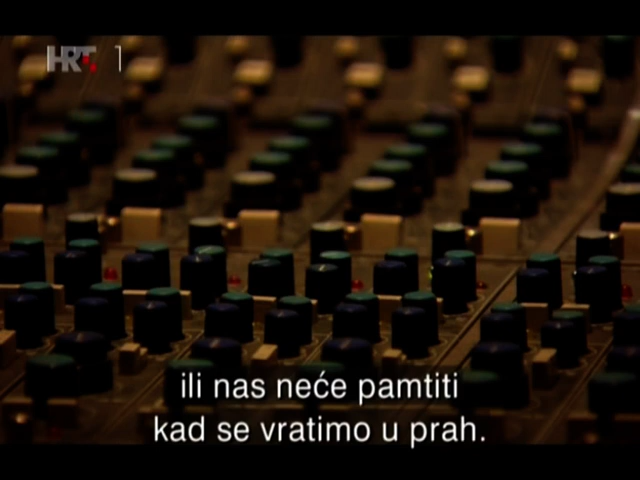 HRT 1
ili nas neće pamtiti
kad se vratimo u prah.